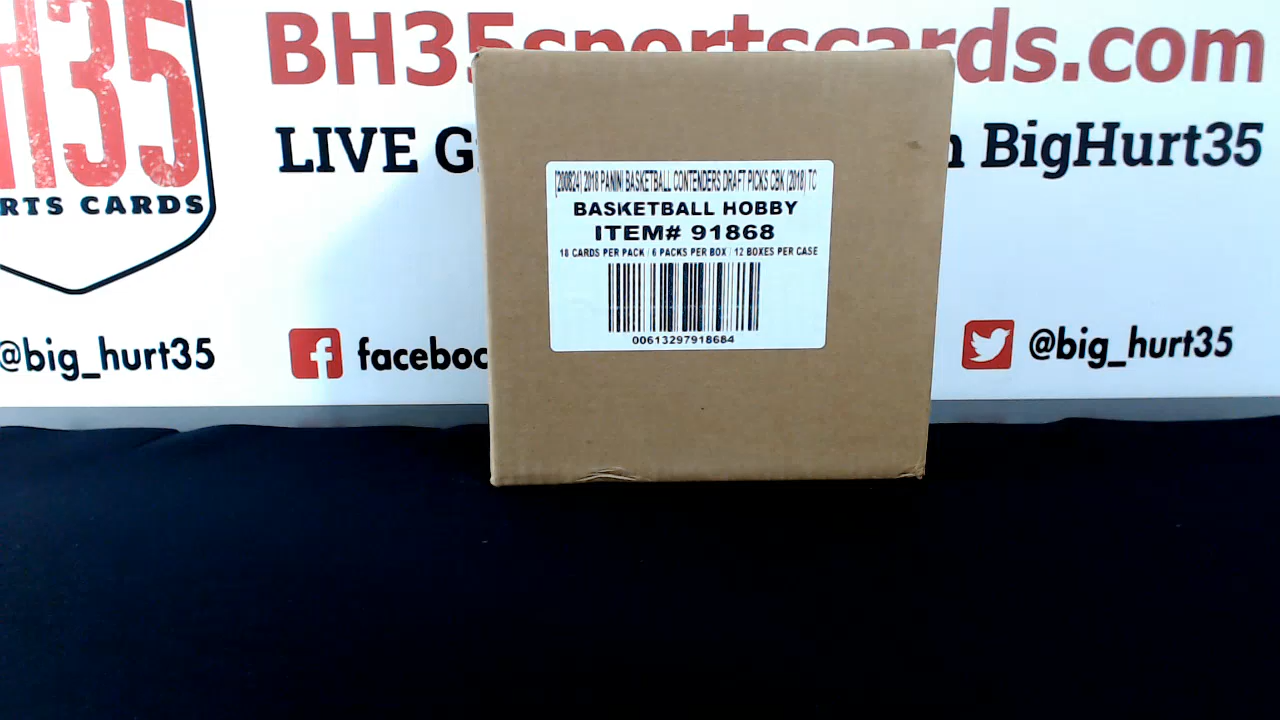 H35
RTS CARDS
BH35sportscards.com
LIVE G
n BigHurt35
@big_hurt35
faceboo
@big_hurt35
[200824] 2018 PANINI BASKETBALL CONTENDERS DRAFT PICKS CBK (2018) TC
BASKETBALL HOBBY
ITEM# 91868
18 CARDS PER PACK / 6 PACKS PER BOX / 12 BOXES PER CASE
00613297918684